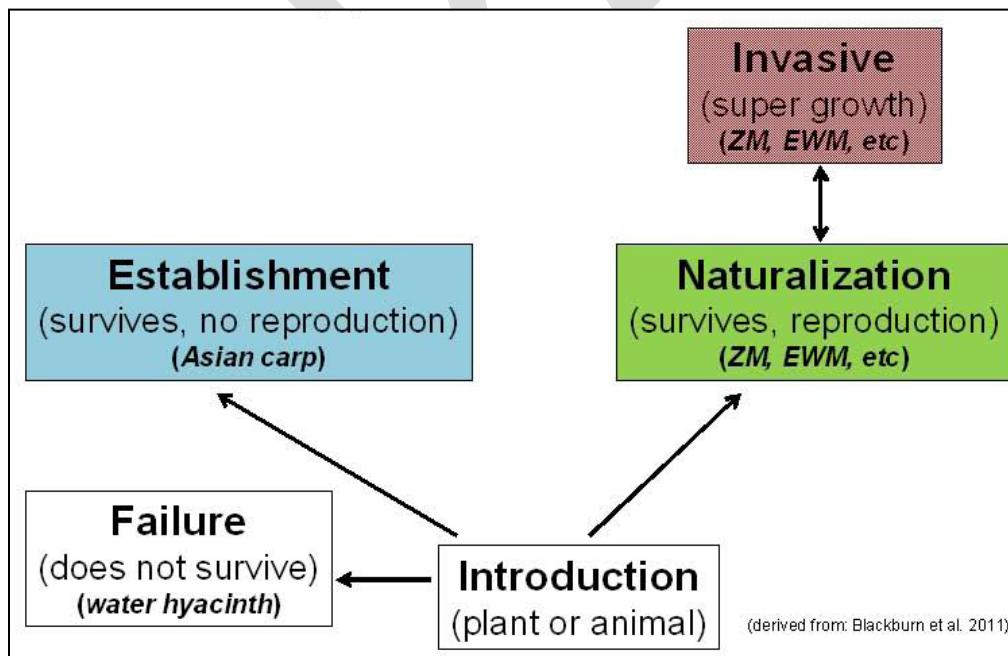 Invasive
(super growth)
(ZM, EWM, etc)
Establishment
(survives, no reproduction)
(Asian carp)
Naturalization
(survives, reproduction)
(ZM, EWM, etc)
Failure
(does not survive)
(water hyacinth)
Introduction
(plant or animal)
(derived from: Blackburn et al. 2011)